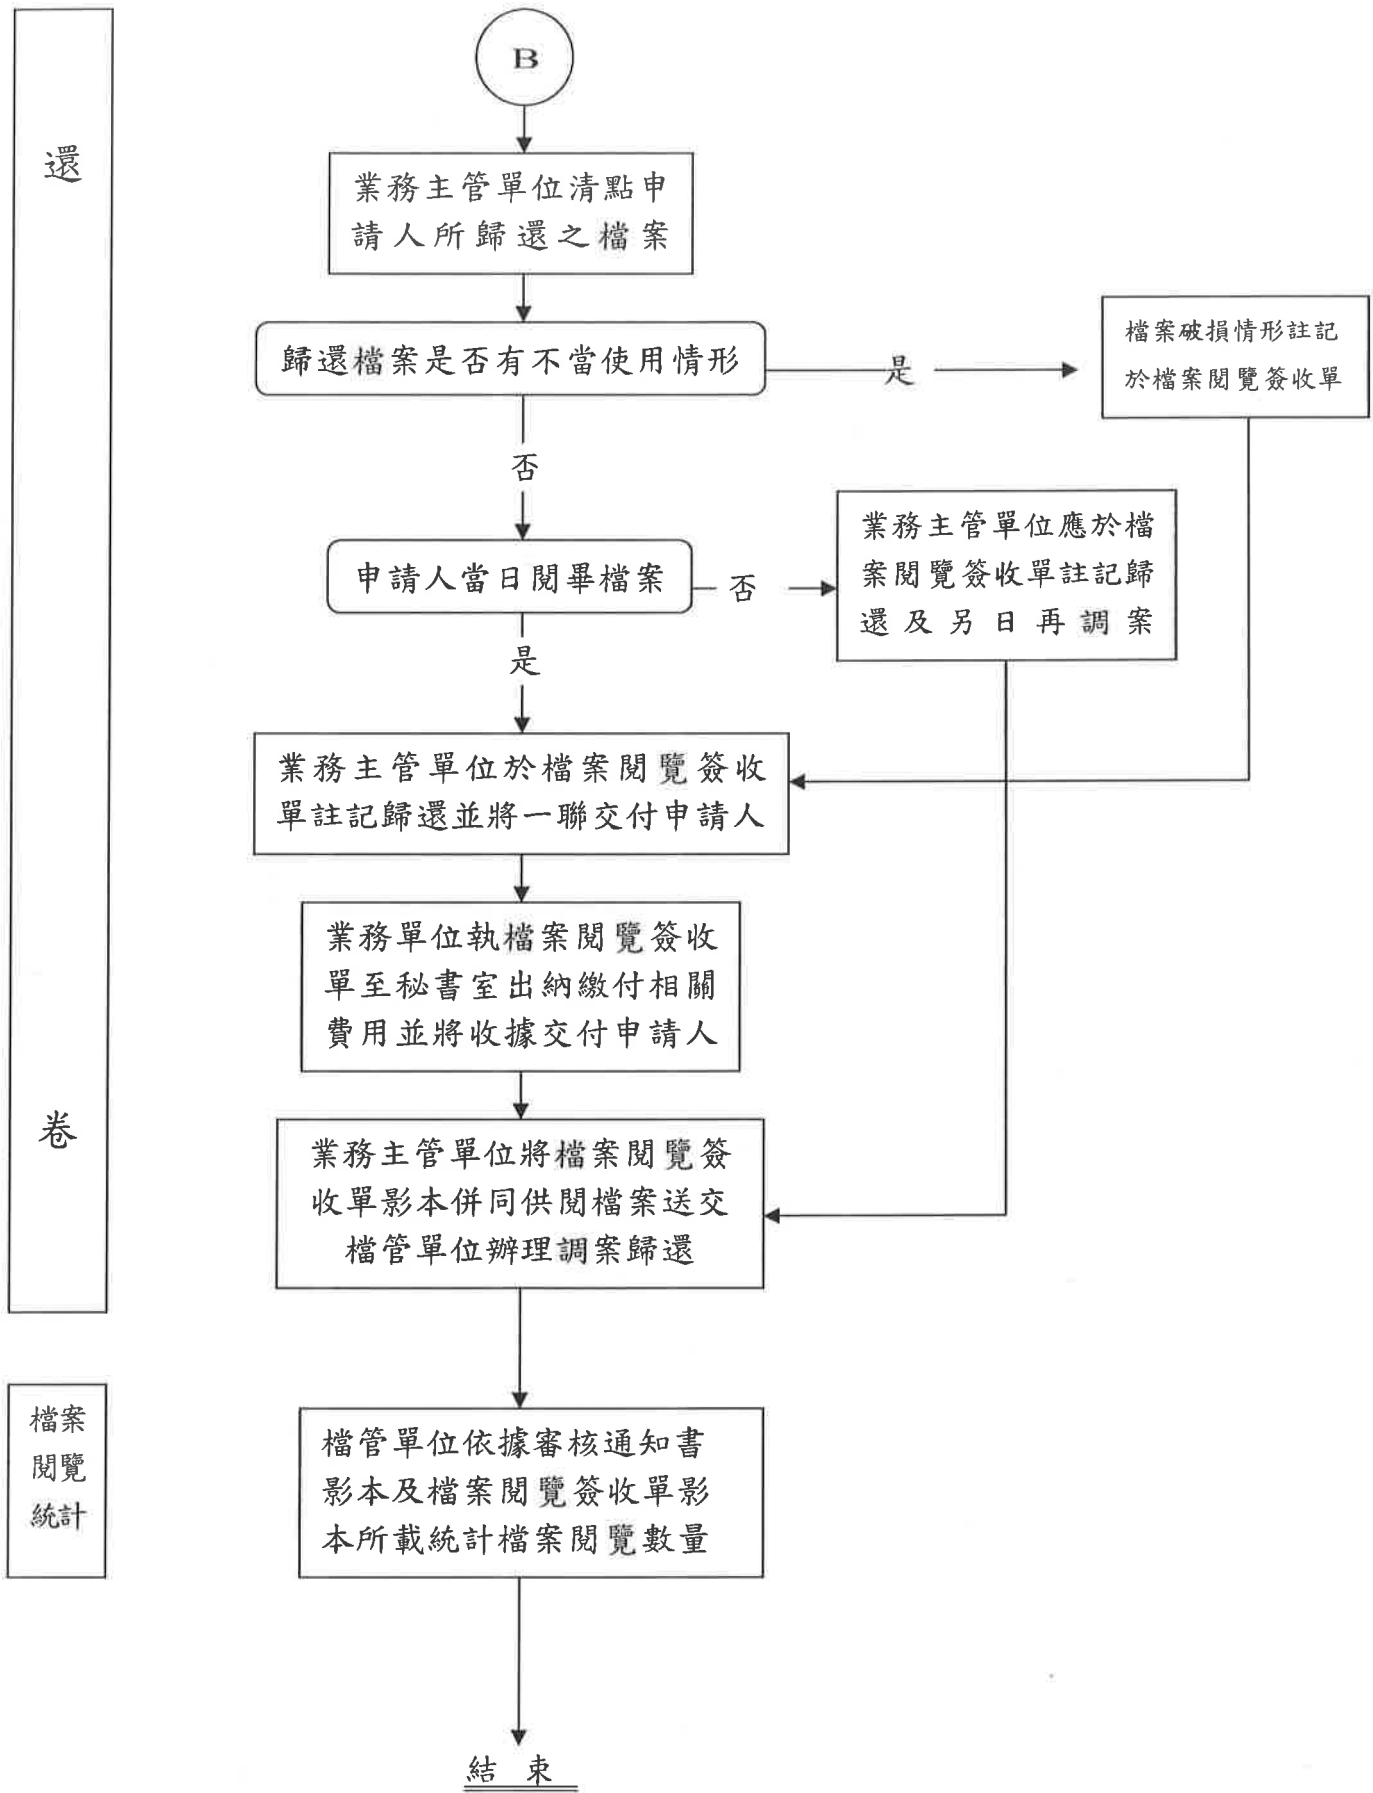 B
還
業務主管單位清點申
請人所歸還之檔案
歸還檔案是否有不當使用情形
是
檔案破損情形註記
於檔案閱覽簽收單
否
申請人當日閱畢檔案
否
業務主管單位應於檔
案閱覽簽收單註記歸
還及另日再調案
是
業務主管單位於檔案閱覽簽收
單註記歸還並將一聯交付申請人
業務單位執檔案閱覽簽收
單至秘書室出納繳付相關
費用並將收據交付申請人
卷
業務主管單位將檔案閱覽簽
收單影本併同供閱檔案送交
檔管單位辦理調案歸還
檔案
閱覽
統計
檔管單位依據審核通知書
影本及檔案閱覽簽收單影
本所載統計檔案閱覽數量
結 束